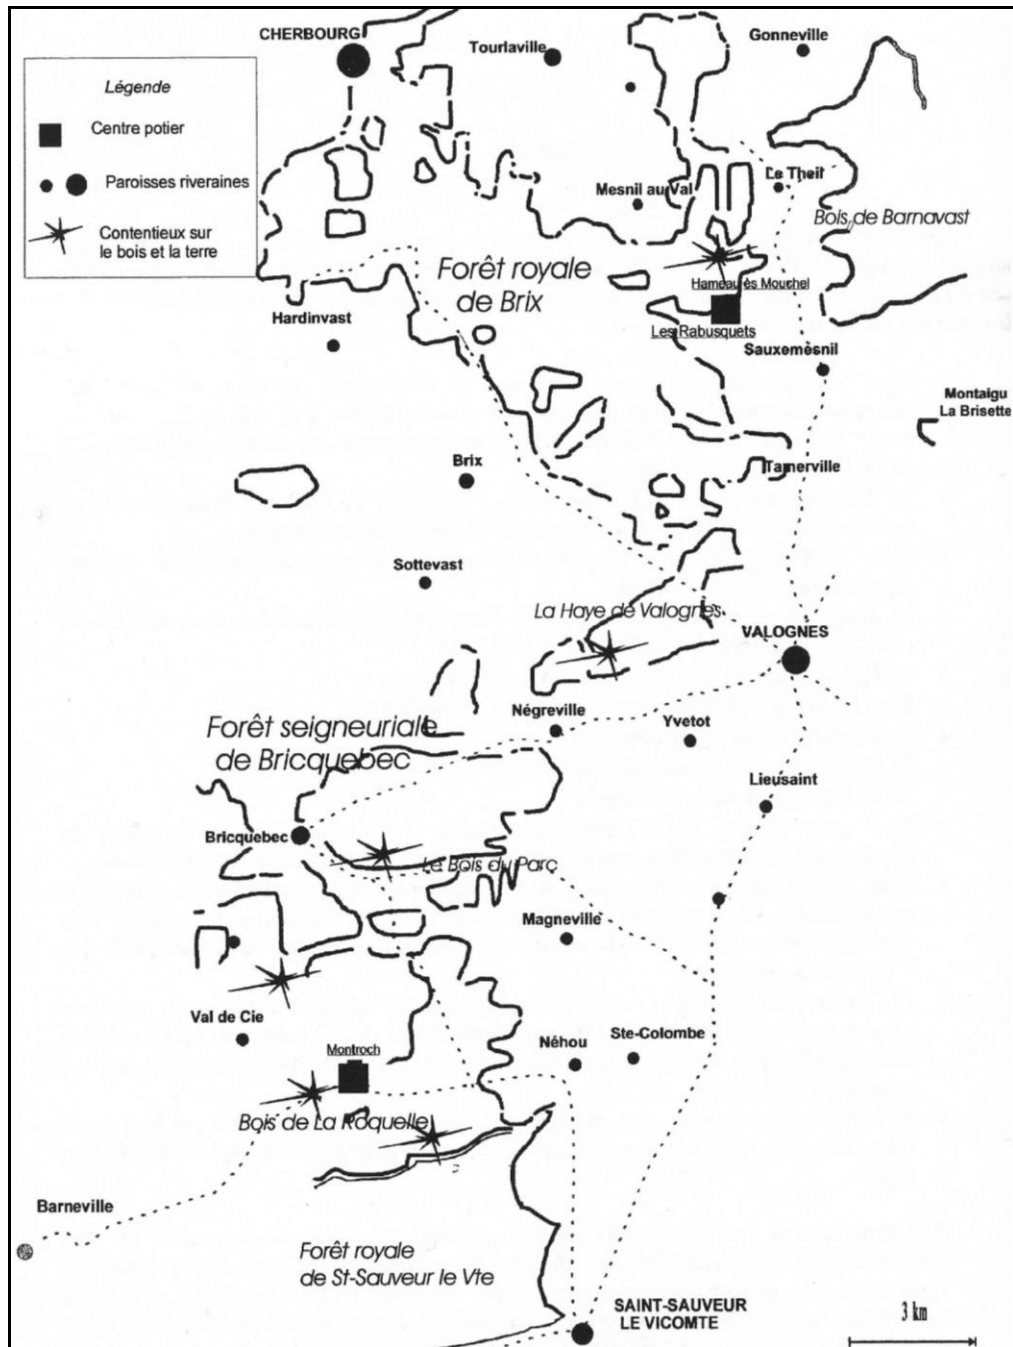 CHERBOURG
Tourlaville
Gonneville
Légende
Centre potier
Paroisses riveraines
Contentieux sur
le bois et la terre
Le Theil
Mesnil au Val
Bois de Barnavast
Forêt royale
de Brix
Hameau ès Mouchel
Hardinvast
Les Rabusquets
Sauxemèsnil
Montaigu
La Brisette
Brix
Tamerville
Sottevast
La Haye de Valognes
VALOGNES
Négreville
Yvetot
Forêt seigneuriale
de Bricquebec
Lieusaint
Bricquebec
Le Bois du Parc
Magneville
Val de Cie
Ste-Colombe
Néhou
Montroch
Bois de La Roquelle
Barneville
Forêt royale
de St-Sauveur le Vte
SAINT-SAUVEUR
LE VICOMTE
3 km